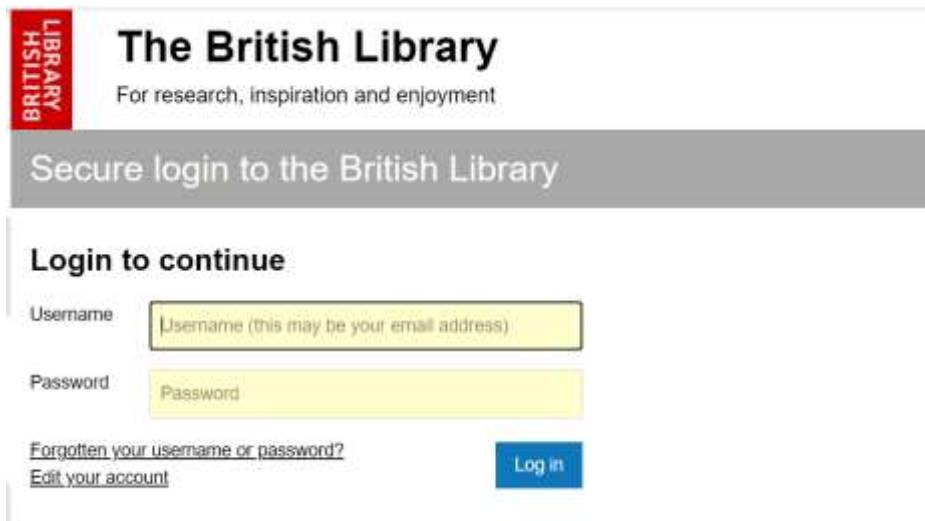 BRITISH
LIBRARY
The British Library
For research, inspiration and enjoyment
Secure login to the British Library
Login to continue
Username
Username (this may be your email address)
Password
Password
Forgotten your username or password?
Log in
Edit your account